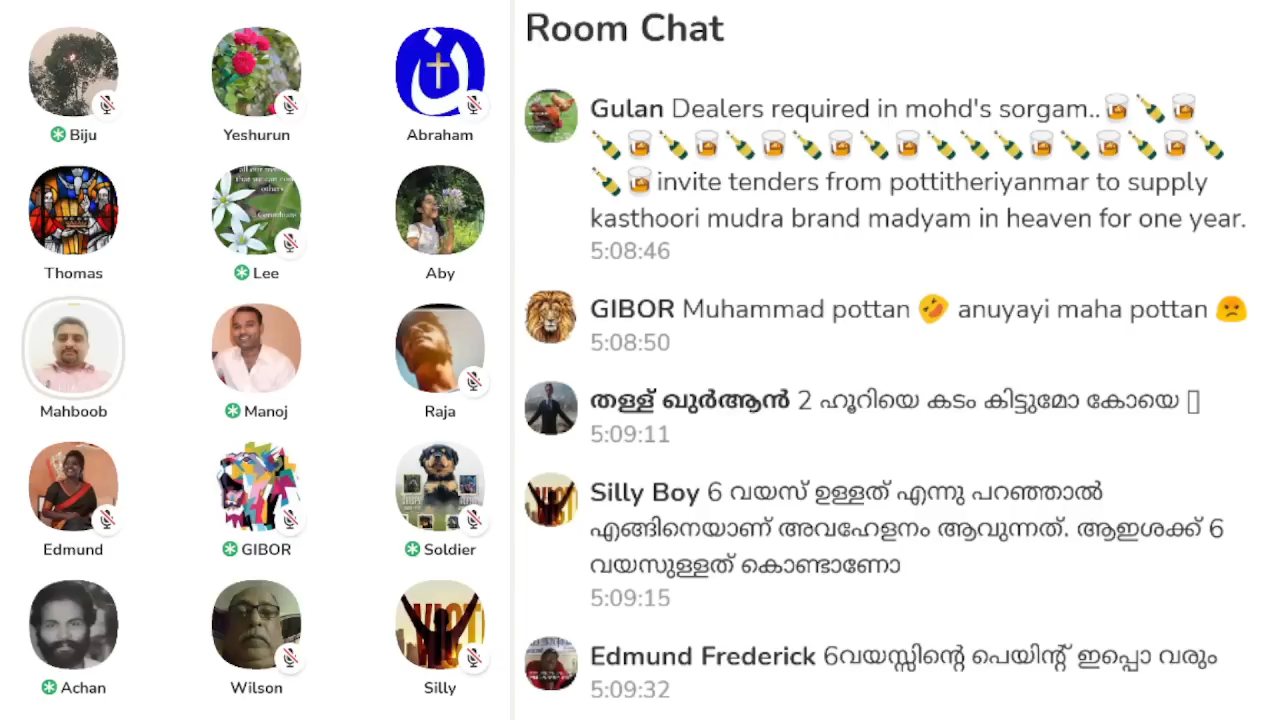 Biju
Yeshurun
Abraham
Thomas
Lee
Aby
Mahboob
Manoj
Raja
Edmund
GIBOR
Soldier
Achan
Wilson
Silly
Room Chat
Gulan Dealers required in mohd's sorgam..🥃🍾🥃
🍾🥃🍾🥃🍾🥃🍾🥃🍾🥃🍾🍾🍾🥃🍾🥃🍾🥃🍾
🍾🥃invite tenders from pottitheriyanmar to supply
kasthoori mudra brand madyam in heaven for one year.
5:08:46
GIBOR Muhammad pottan 🤣 anuyayi maha pottan 🙁
5:08:50
തള്ള് ഖുർആൻ 2 ഹൂറിയെ കടം കിട്ടുമോ കോയെ
5:09:11
Silly Boy 6 വയസ് ഉള്ളത് എന്നു പറഞ്ഞാൽ
എങ്ങിനെയാണ് അവഹേളനം ആവുന്നത്. ആഇശക്ക് 6
വയസുള്ളത് കൊണ്ടാണോ
5:09:15
Edmund Frederick 6വയസ്സിന്റെ പെയിന്റ് ഇപ്പൊ വരും
5:09:32